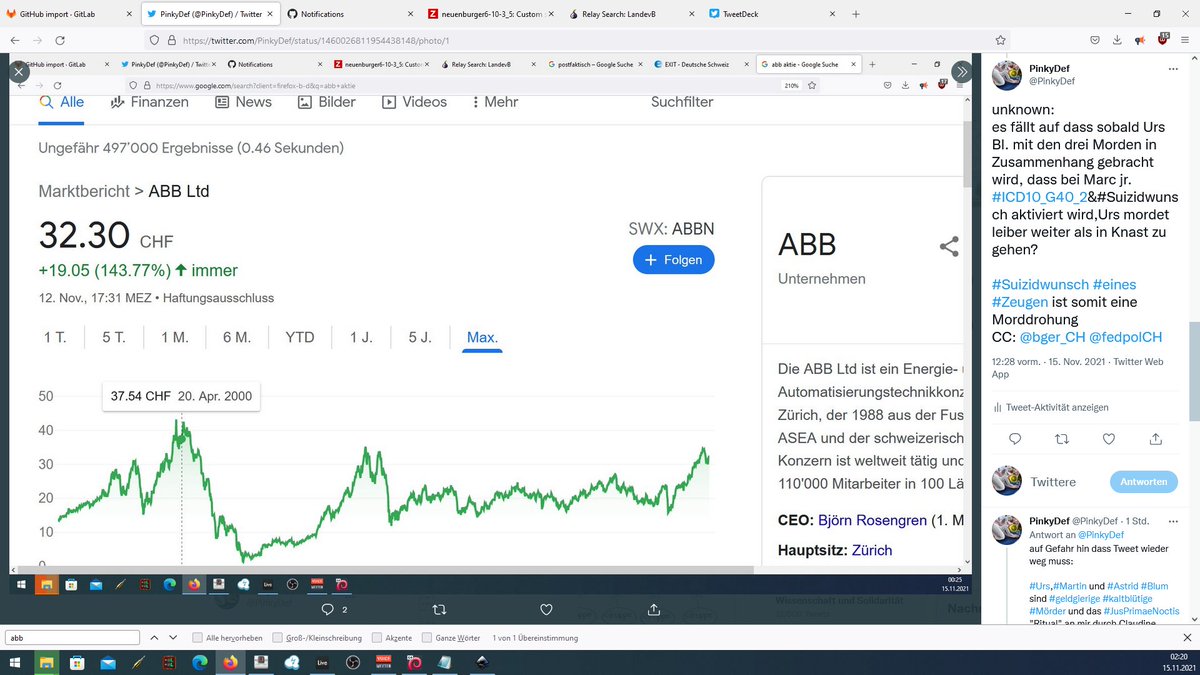 GitHub import - GitLab
PinkyDef (@PinkyDef) / Twitter
Notifications
neuenburger6-10-3_5: Custom
Relay Search: LandevB
TweetDeck
https://twitter.com/PinkyDef/status/1460026811954438148/photo/1
GitHub import - GitLab
PinkyDef (@PinkyDef) / Tw
Notifications
neuenburger6-10-3_5: Custom
Relay Search: LandevB
postfaktisch – Google Suche
EXIT - Deutsche Schweiz
abb aktie - Google Suche
https://www.google.com/search?client=firefox-b-d&q=abb+aktie
210%
Alle
Finanzen
News
Bilder
Videos
Mehr
Suchfilter
Ungefähr 497’000 Ergebnisse (0.46 Sekunden)
Marktbericht > ABB Ltd
32.30 CHF
+19.05 (143.77%) immer
12. Nov., 17:31 MEZ • Haftungsausschluss
SWX: ABBN
+ Folgen
1 T.
5 T.
1 M.
6 M.
YTD
1 J.
5 J.
Max.
37.54 CHF 20. Apr. 2000
50
40
30
20
10
0
ABB
Unternehmen
Die ABB Ltd ist ein Energie-
Automatisierungstechnikkonz
Zürich, der 1988 aus der Fus
ASEA und der schweizerisch
Konzern ist weltweit tätig und
110'000 Mitarbeiter in 100 Lä
CEO: Björn Rosengren (1. M
Hauptsitz: Zürich
00:25
15.11.2021
2
PinkyDef
@PinkyDef
unknown:
es fällt auf dass sobald Urs
Bl. mit den drei Morden in
Zusammenhang gebracht
wird, dass bei Marc jr.
#ICD10_G40_2&#Suizidwuns
ch aktiviert wird,Urs mordet
leiber weiter als in Knast zu
gehen?
#Suizidwunsch #eines
#Zeugen ist somit eine
Morddrohung
CC: @bger_CH @fedpolCH
12:28 vorm. · 15. Nov. 2021 · Twitter Web
App
Tweet-Aktivität anzeigen
Twittere
Antworten
PinkyDef @PinkyDef · 1 Std.
Antwort an @PinkyDef
auf Gefahr hin dass Tweet wieder
weg muss:
#Urs,#Martin und #Astrid #Blum
sind #geldgierige #kaltblütige
#Mörder und das #JusPrimaeNoctis
"Ritual" an mir durch Claudine
abb
Alle hervorheben
Groß-/Kleinschreibung
Akzente
Ganze Wörter
1 von 1 Übereinstimmung
02:20
15.11.2021